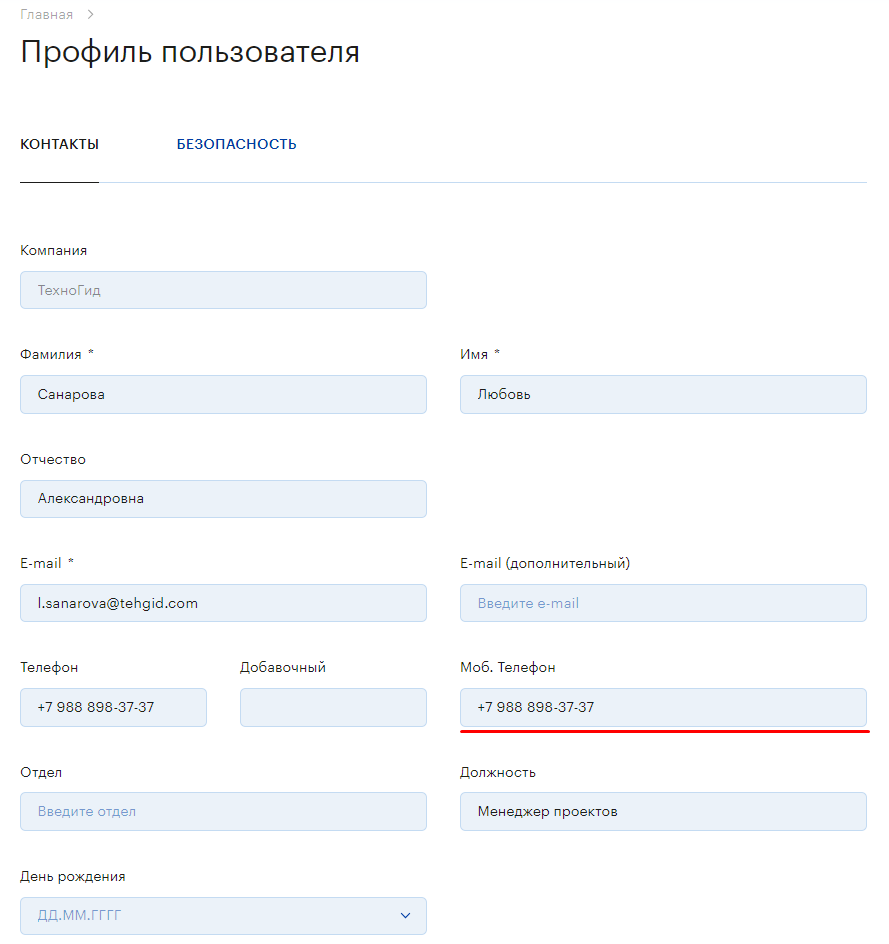 Главная
Профиль пользователя
КОНТАКТЫ БЕЗОПАСНОСТЬ
Компания
ТехноГид
Фамилия * Имя *
Санарова Любовь
Отчество
Александровна
E-mail * E-mail (дополнительный)
l.sanarova@tehgid.com Введите e-mail
Телефон Добавочный Моб. Телефон
+7 988 898-37-37 +7 988 898-37-37
Отдел Должность
Введите отдел Менеджер проектов
День рождения
ДД.ММ.ГГГГ